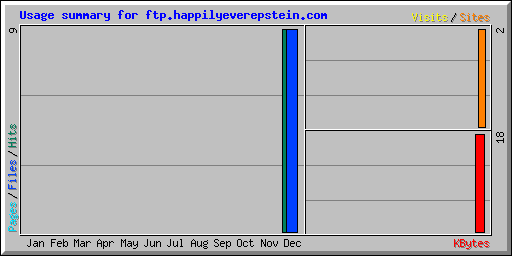 Usage summary for ftp.happilyeverepstein.com
Visits / Sites
9
2
Pages / Files / Hits
18
Jan Feb Mar Apr May Jun Jul Aug Sep Oct Nov Dec
KBytes